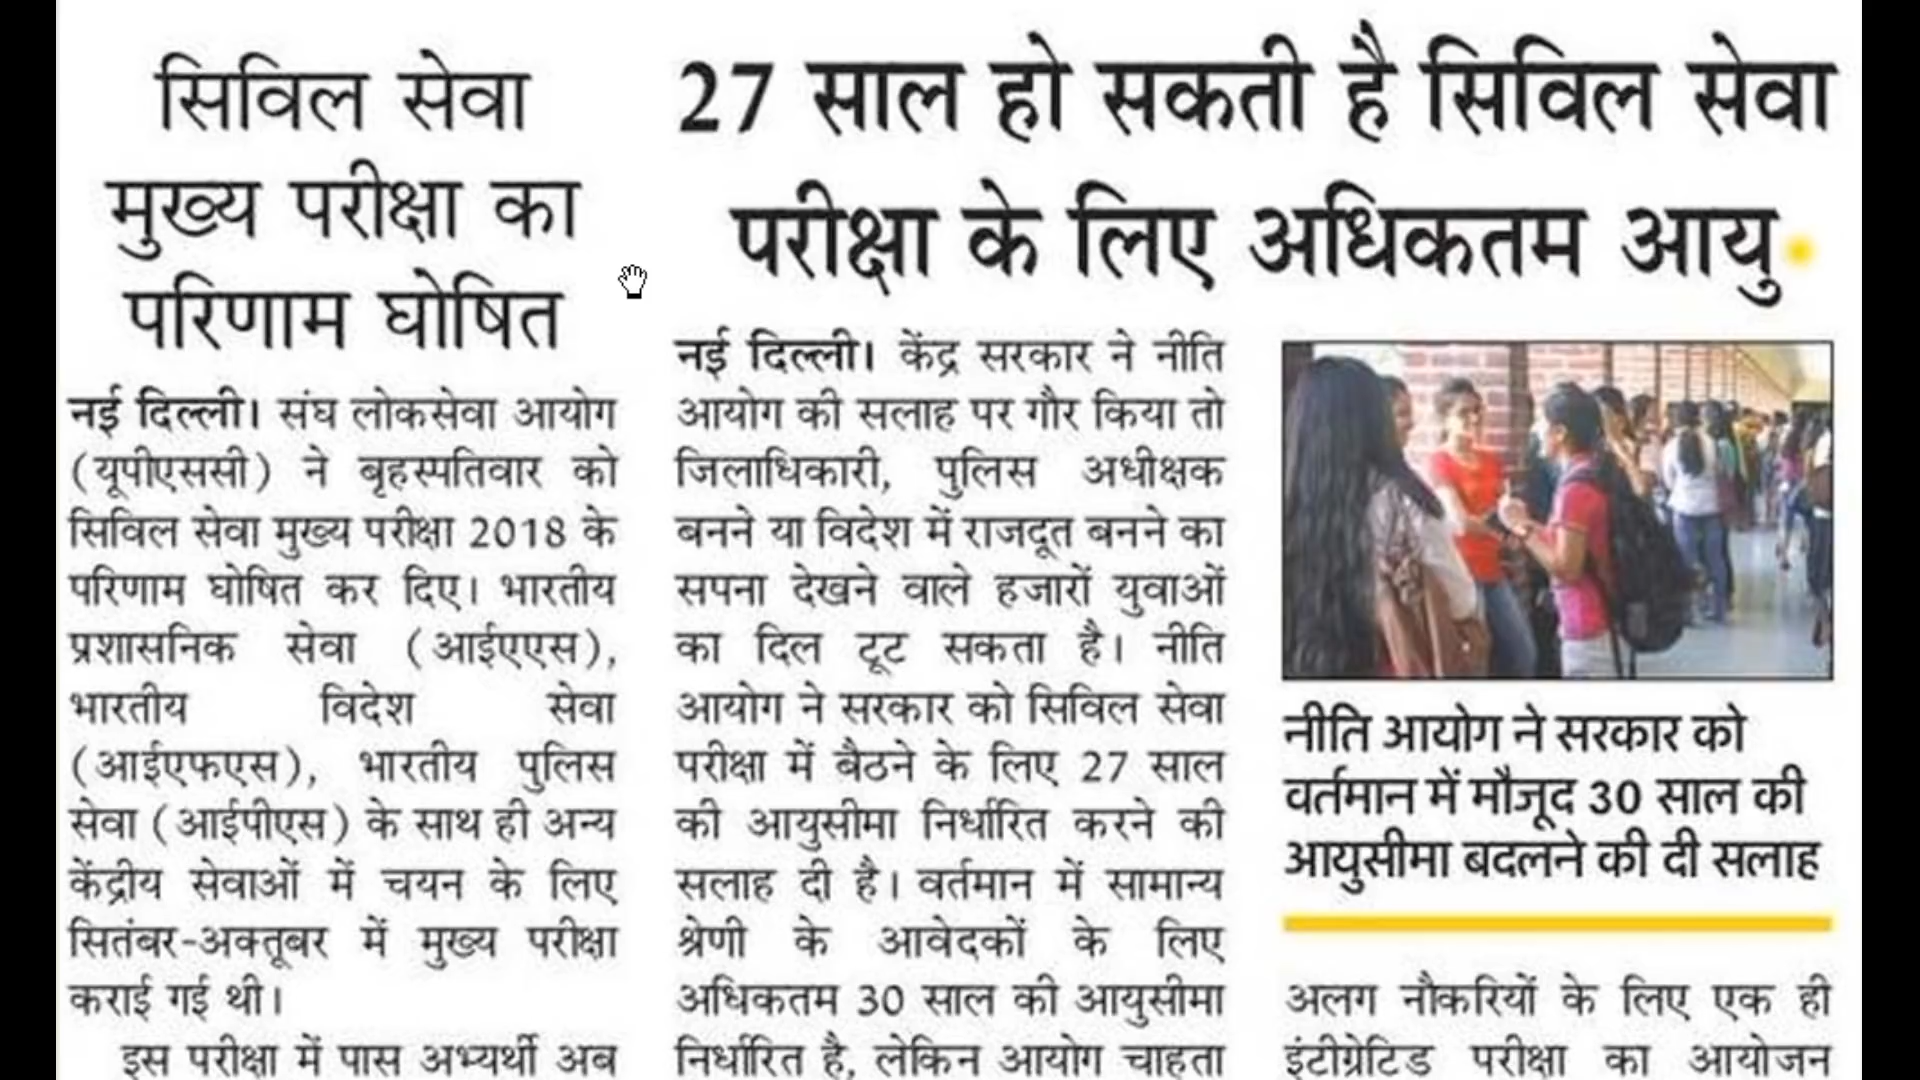 सिविल सेवा
मुख्य परीक्षा का
परिणाम घोषित
नई दिल्ली। संघ लोकसेवा आयोग
(यूपीएससी) ने बृहस्पतिवार को
सिविल सेवा मुख्य परीक्षा 2018 के
परिणाम घोषित कर दिए। भारतीय
प्रशासनिक सेवा (आईएएस),
भारतीय विदेश सेवा
(आईएफएस), भारतीय पुलिस
सेवा (आईपीएस) के साथ ही अन्य
केंद्रीय सेवाओं में चयन के लिए
सितंबर-अक्तूबर में मुख्य परीक्षा
कराई गई थी।
इस परीक्षा में पास अभ्यर्थी अब
27 साल हो सकती है सिविल सेवा
परीक्षा के लिए अधिकतम आयु
नई दिल्ली। केंद्र सरकार ने नीति
आयोग की सलाह पर गौर किया तो
जिलाधिकारी, पुलिस अधीक्षक
बनने या विदेश में राजदूत बनने का
सपना देखने वाले हजारों युवाओं
का दिल टूट सकता है। नीति
आयोग ने सरकार को सिविल सेवा
परीक्षा में बैठने के लिए 27 साल
की आयुसीमा निर्धारित करने की
सलाह दी है। वर्तमान में सामान्य
श्रेणी के आवेदकों के लिए
अधिकतम 30 साल की आयुसीमा
निर्धारित है, लेकिन आयोग चाहता
नीति आयोग ने सरकार को
वर्तमान में मौजूद 30 साल की
आयुसीमा बदलने की दी सलाह
अलग नौकरियों के लिए एक ही
इंटीग्रेटिड परीक्षा का आयोजन